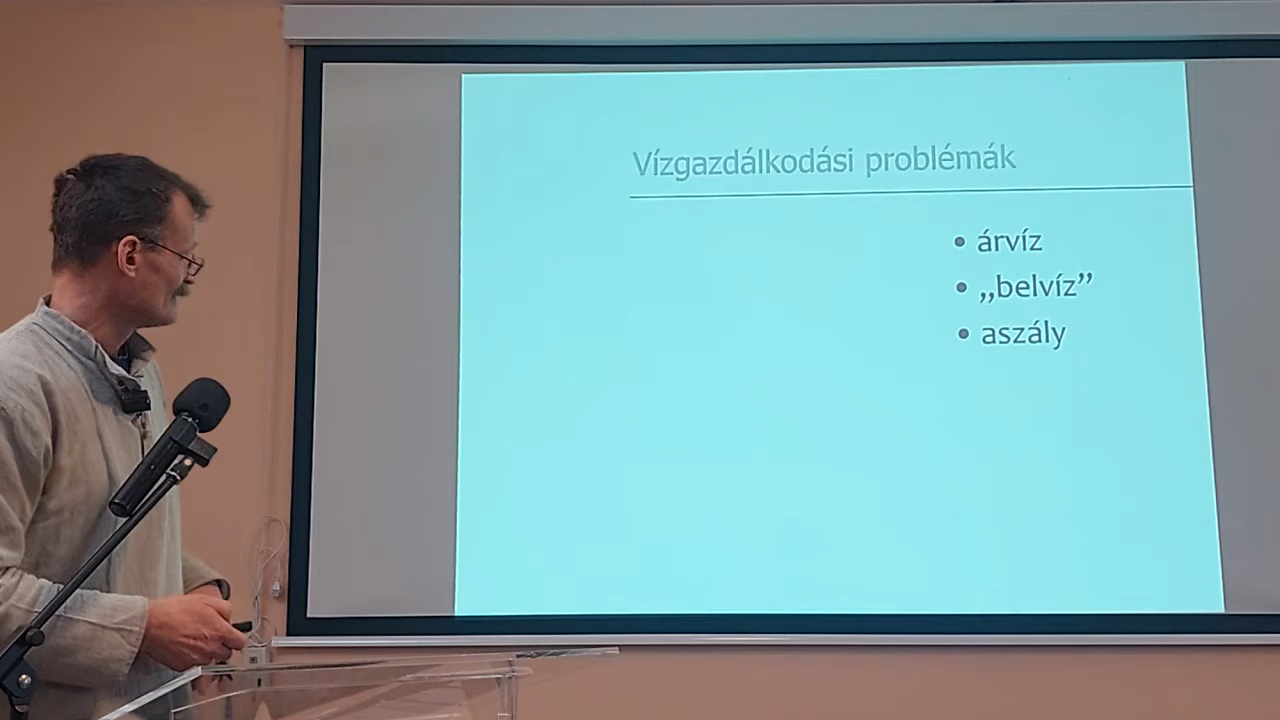 Vízgazdálkodási problémák
• árvíz
• „belvíz”
• aszály